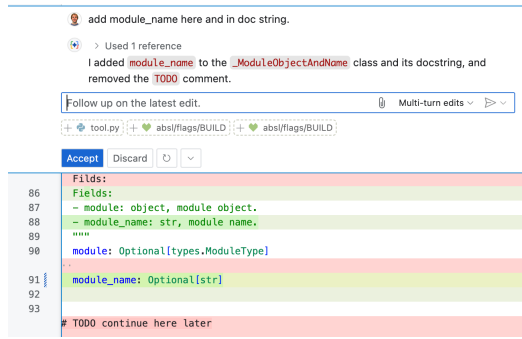 add module_name here and in doc string.
> Used 1 reference
I added module_name to the _ModuleObjectAndName class and its docstring, and
removed the TODO comment.
Follow up on the latest edit. Multi-turn edits
+ tool.py + absl/flags/BUILD + absl/flags/BUILD
Accept Discard
Filds:
86 Fields:
87 - module: object, module object.
88 - module_name: str, module name.
89 """
90 module: Optional[types.ModuleType]
91 module_name: Optional[str]
92
93
# TODO continue here later